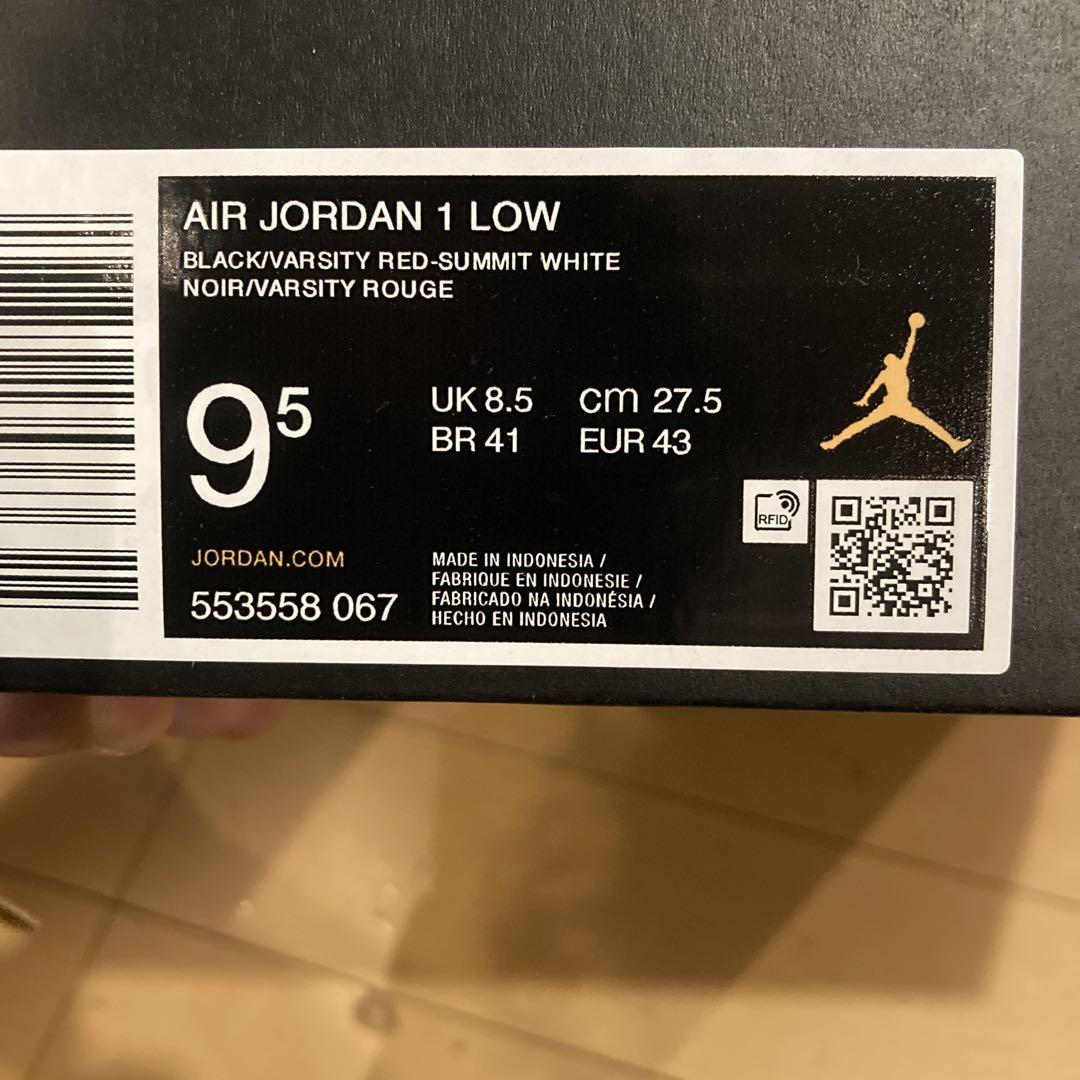 AIR JORDAN 1 LOW
BLACK/VARSITY RED-SUMMIT WHITE
NOIR/VARSITY ROUGE
9⁵
UK 8.5 cm 27.5
BR 41 EUR 43
RFID
JORDAN.COM
553558 067
MADE IN INDONESIA /
FABRIQUE EN INDONESIE /
FABRICADO NA INDONÉSIA /
HECHO EN INDONESIA